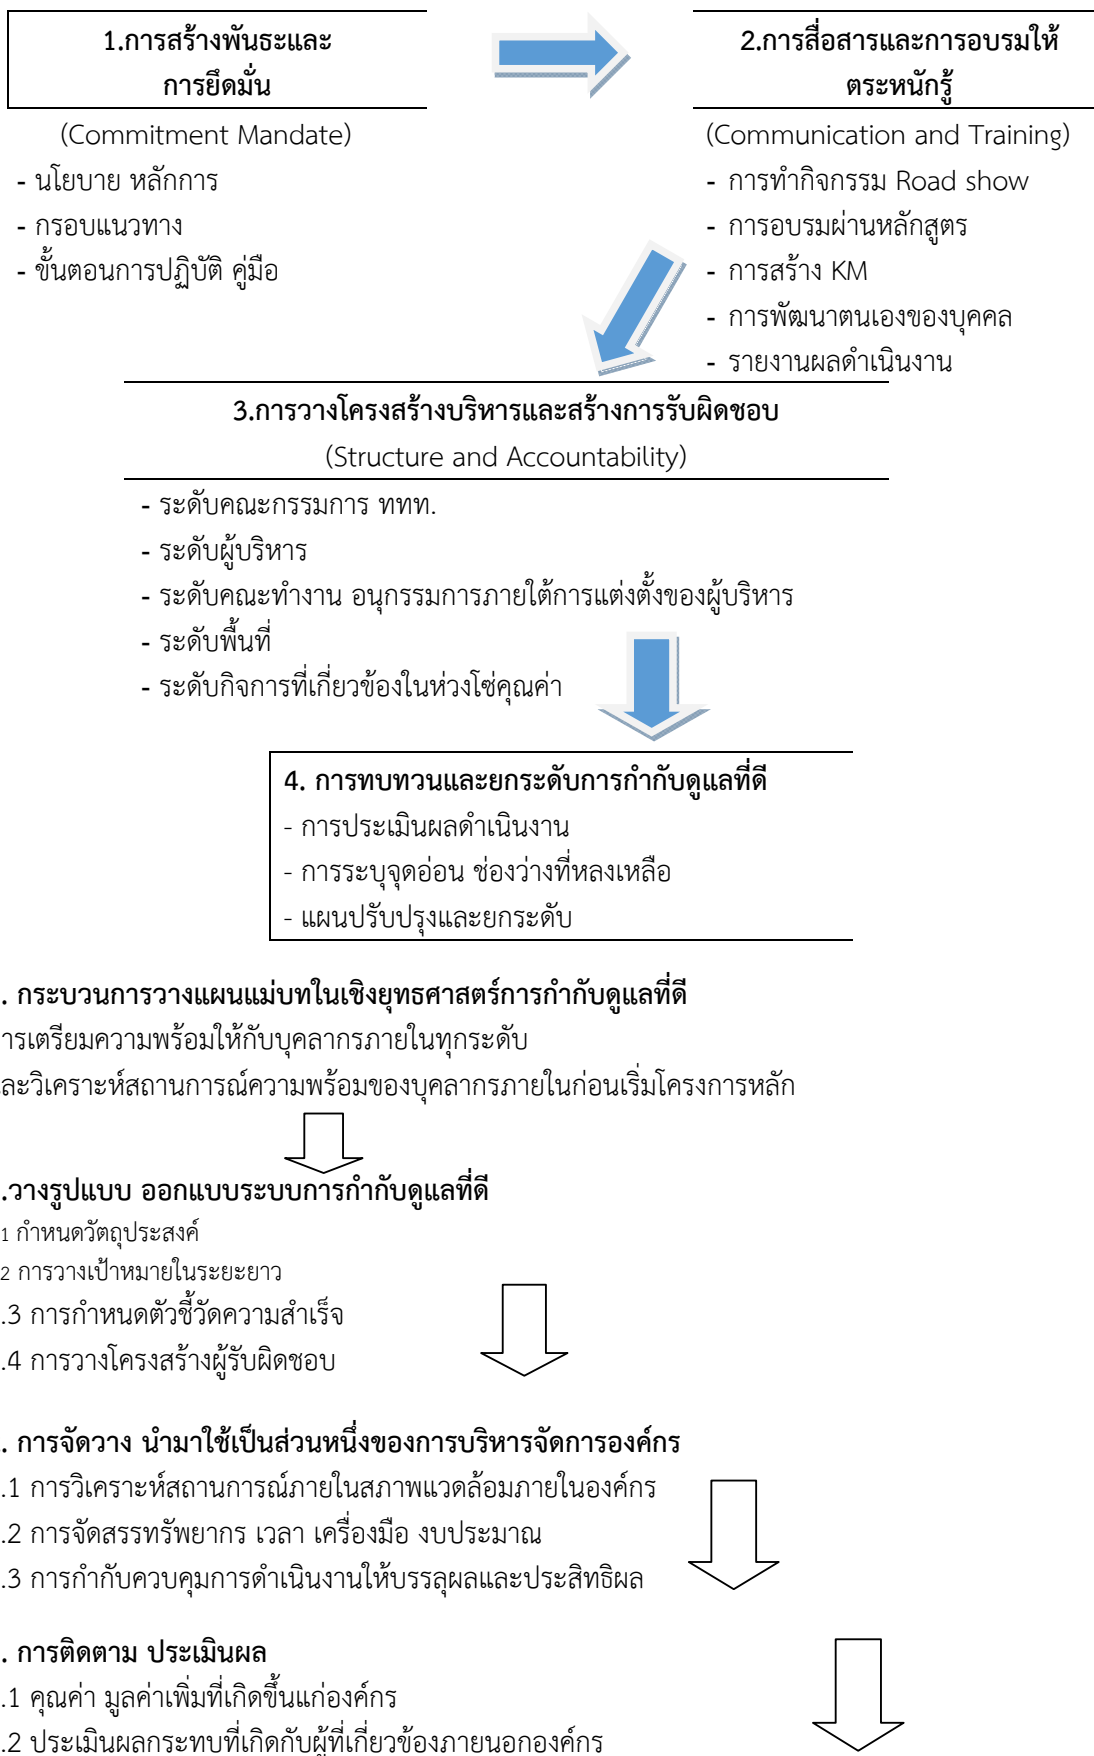 1.การสร้างพันธะและ
การยึดมั่น
(Commitment Mandate)
- นโยบาย หลักการ
- กรอบแนวทาง
- ขั้นตอนการปฏิบัติ คู่มือ
2.การสื่อสารและการอบรมให้
ตระหนักรู้
(Communication and Training)
- การทำกิจกรรม Road show
- การอบรมผ่านหลักสูตร
- การสร้าง KM
- การพัฒนาตนเองของบุคคล
- รายงานผลดำเนินงาน
3.การวางโครงสร้างบริหารและสร้างการรับผิดชอบ
(Structure and Accountability)
- ระดับคณะกรรมการ ททท.
- ระดับผู้บริหาร
- ระดับคณะทำงาน อนุกรรมการภายใต้การแต่งตั้งของผู้บริหาร
- ระดับพื้นที่
- ระดับกิจการที่เกี่ยวข้องในห่วงโซ่คุณค่า
4. การทบทวนและยกระดับการกำกับดูแลที่ดี
- การประเมินผลดำเนินงาน
- การระบุจุดอ่อน ช่องว่างที่หลงเหลือ
- แผนปรับปรุงและยกระดับ
. กระบวนการวางแผนแม่บทในเชิงยุทธศาสตร์การกำกับดูแลที่ดี
ารเตรียมความพร้อมให้กับบุคลากรภายในทุกระดับ
ละวิเคราะห์สถานการณ์ความพร้อมของบุคลากรภายในก่อนเริ่มโครงการหลัก
.วางรูปแบบ ออกแบบระบบการกำกับดูแลที่ดี
1 กำหนดวัตถุประสงค์
2 การวางเป้าหมายในระยะยาว
.3 การกำหนดตัวชี้วัดความสำเร็จ
.4 การวางโครงสร้างผู้รับผิดชอบ
. การจัดวาง นำมาใช้เป็นส่วนหนึ่งของการบริหารจัดการองค์กร
.1 การวิเคราะห์สถานการณ์ภายในสภาพแวดล้อมภายในองค์กร
.2 การจัดสรรทรัพยากร เวลา เครื่องมือ งบประมาณ
.3 การกำกับควบคุมการดำเนินงานให้บรรลุผลและประสิทธิผล
. การติดตาม ประเมินผล
.1 คุณค่า มูลค่าเพิ่มที่เกิดขึ้นแก่องค์กร
.2 ประเมินผลกระทบที่เกิดกับผู้ที่เกี่ยวข้องภายนอกองค์กร